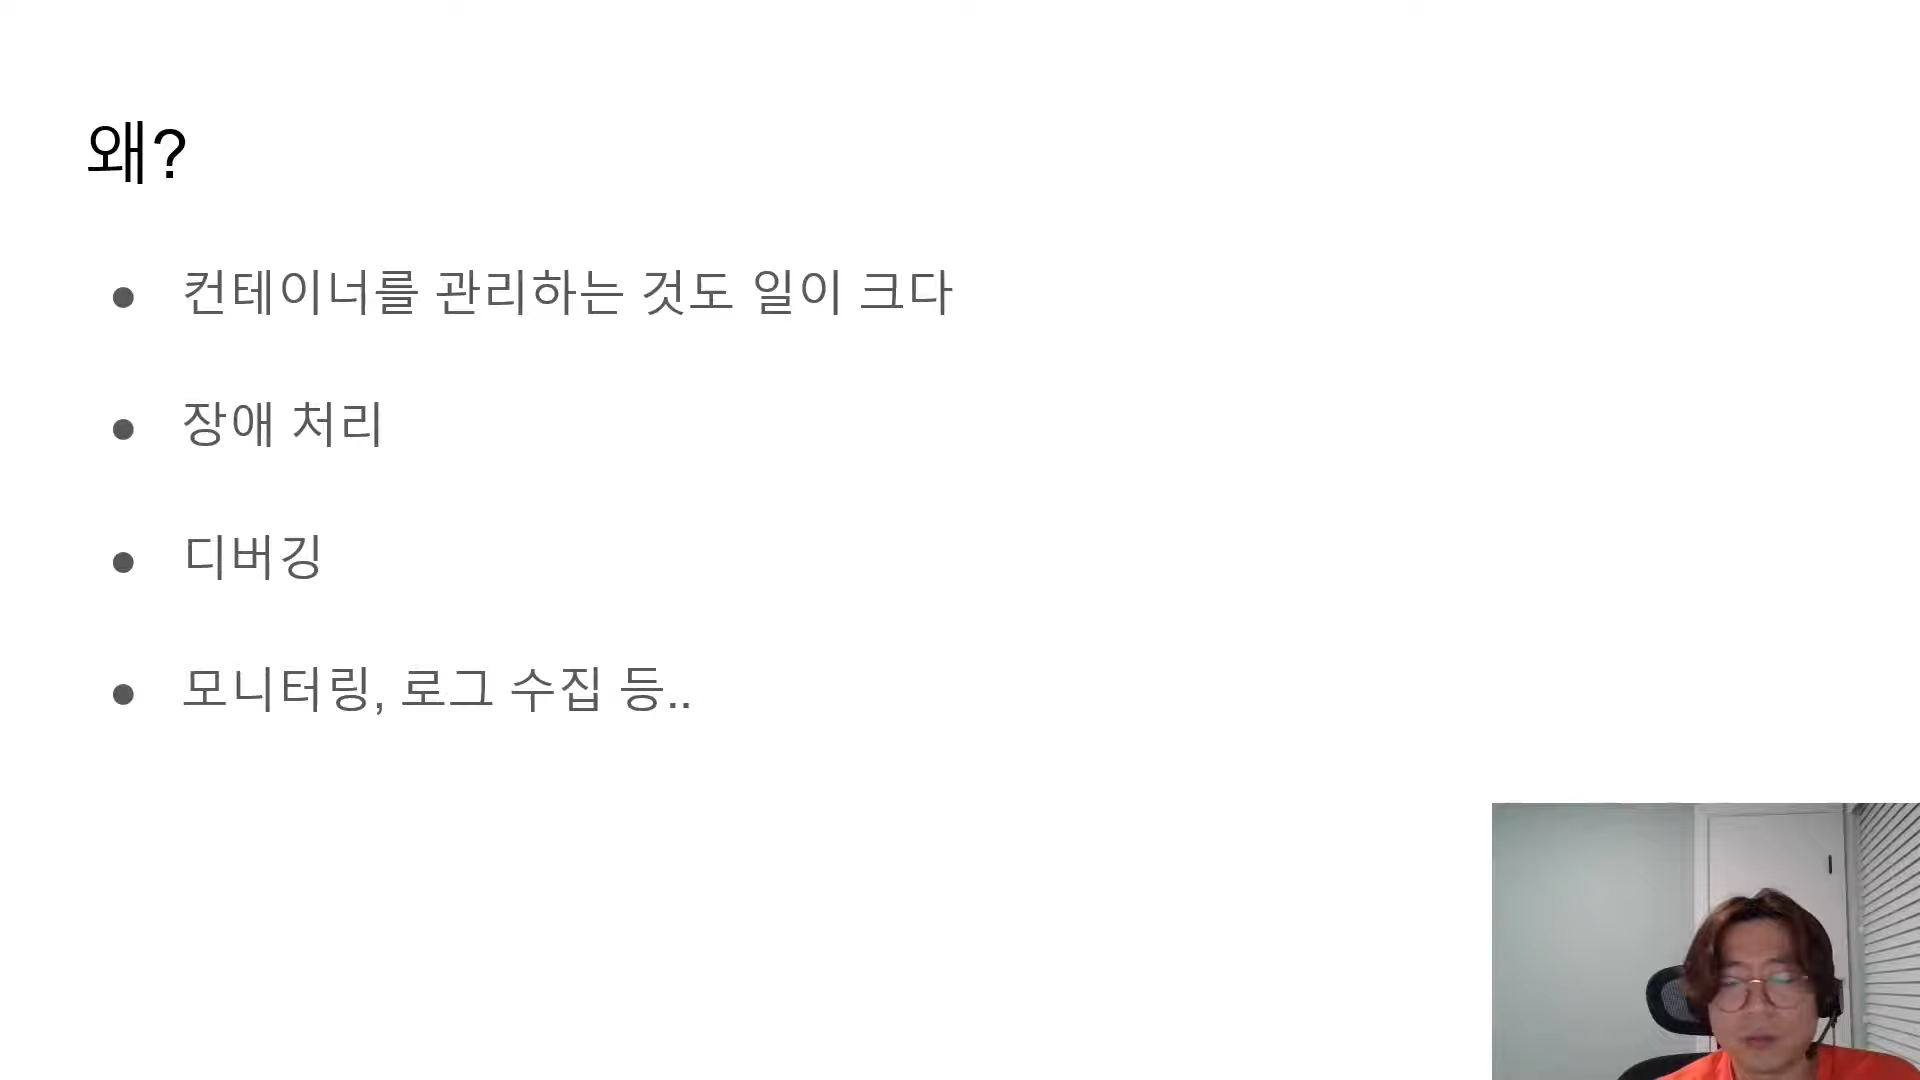 왜?
● 컨테이너를 관리하는 것도 일이 크다
● 장애 처리
● 디버깅
● 모니터링, 로그 수집 등..